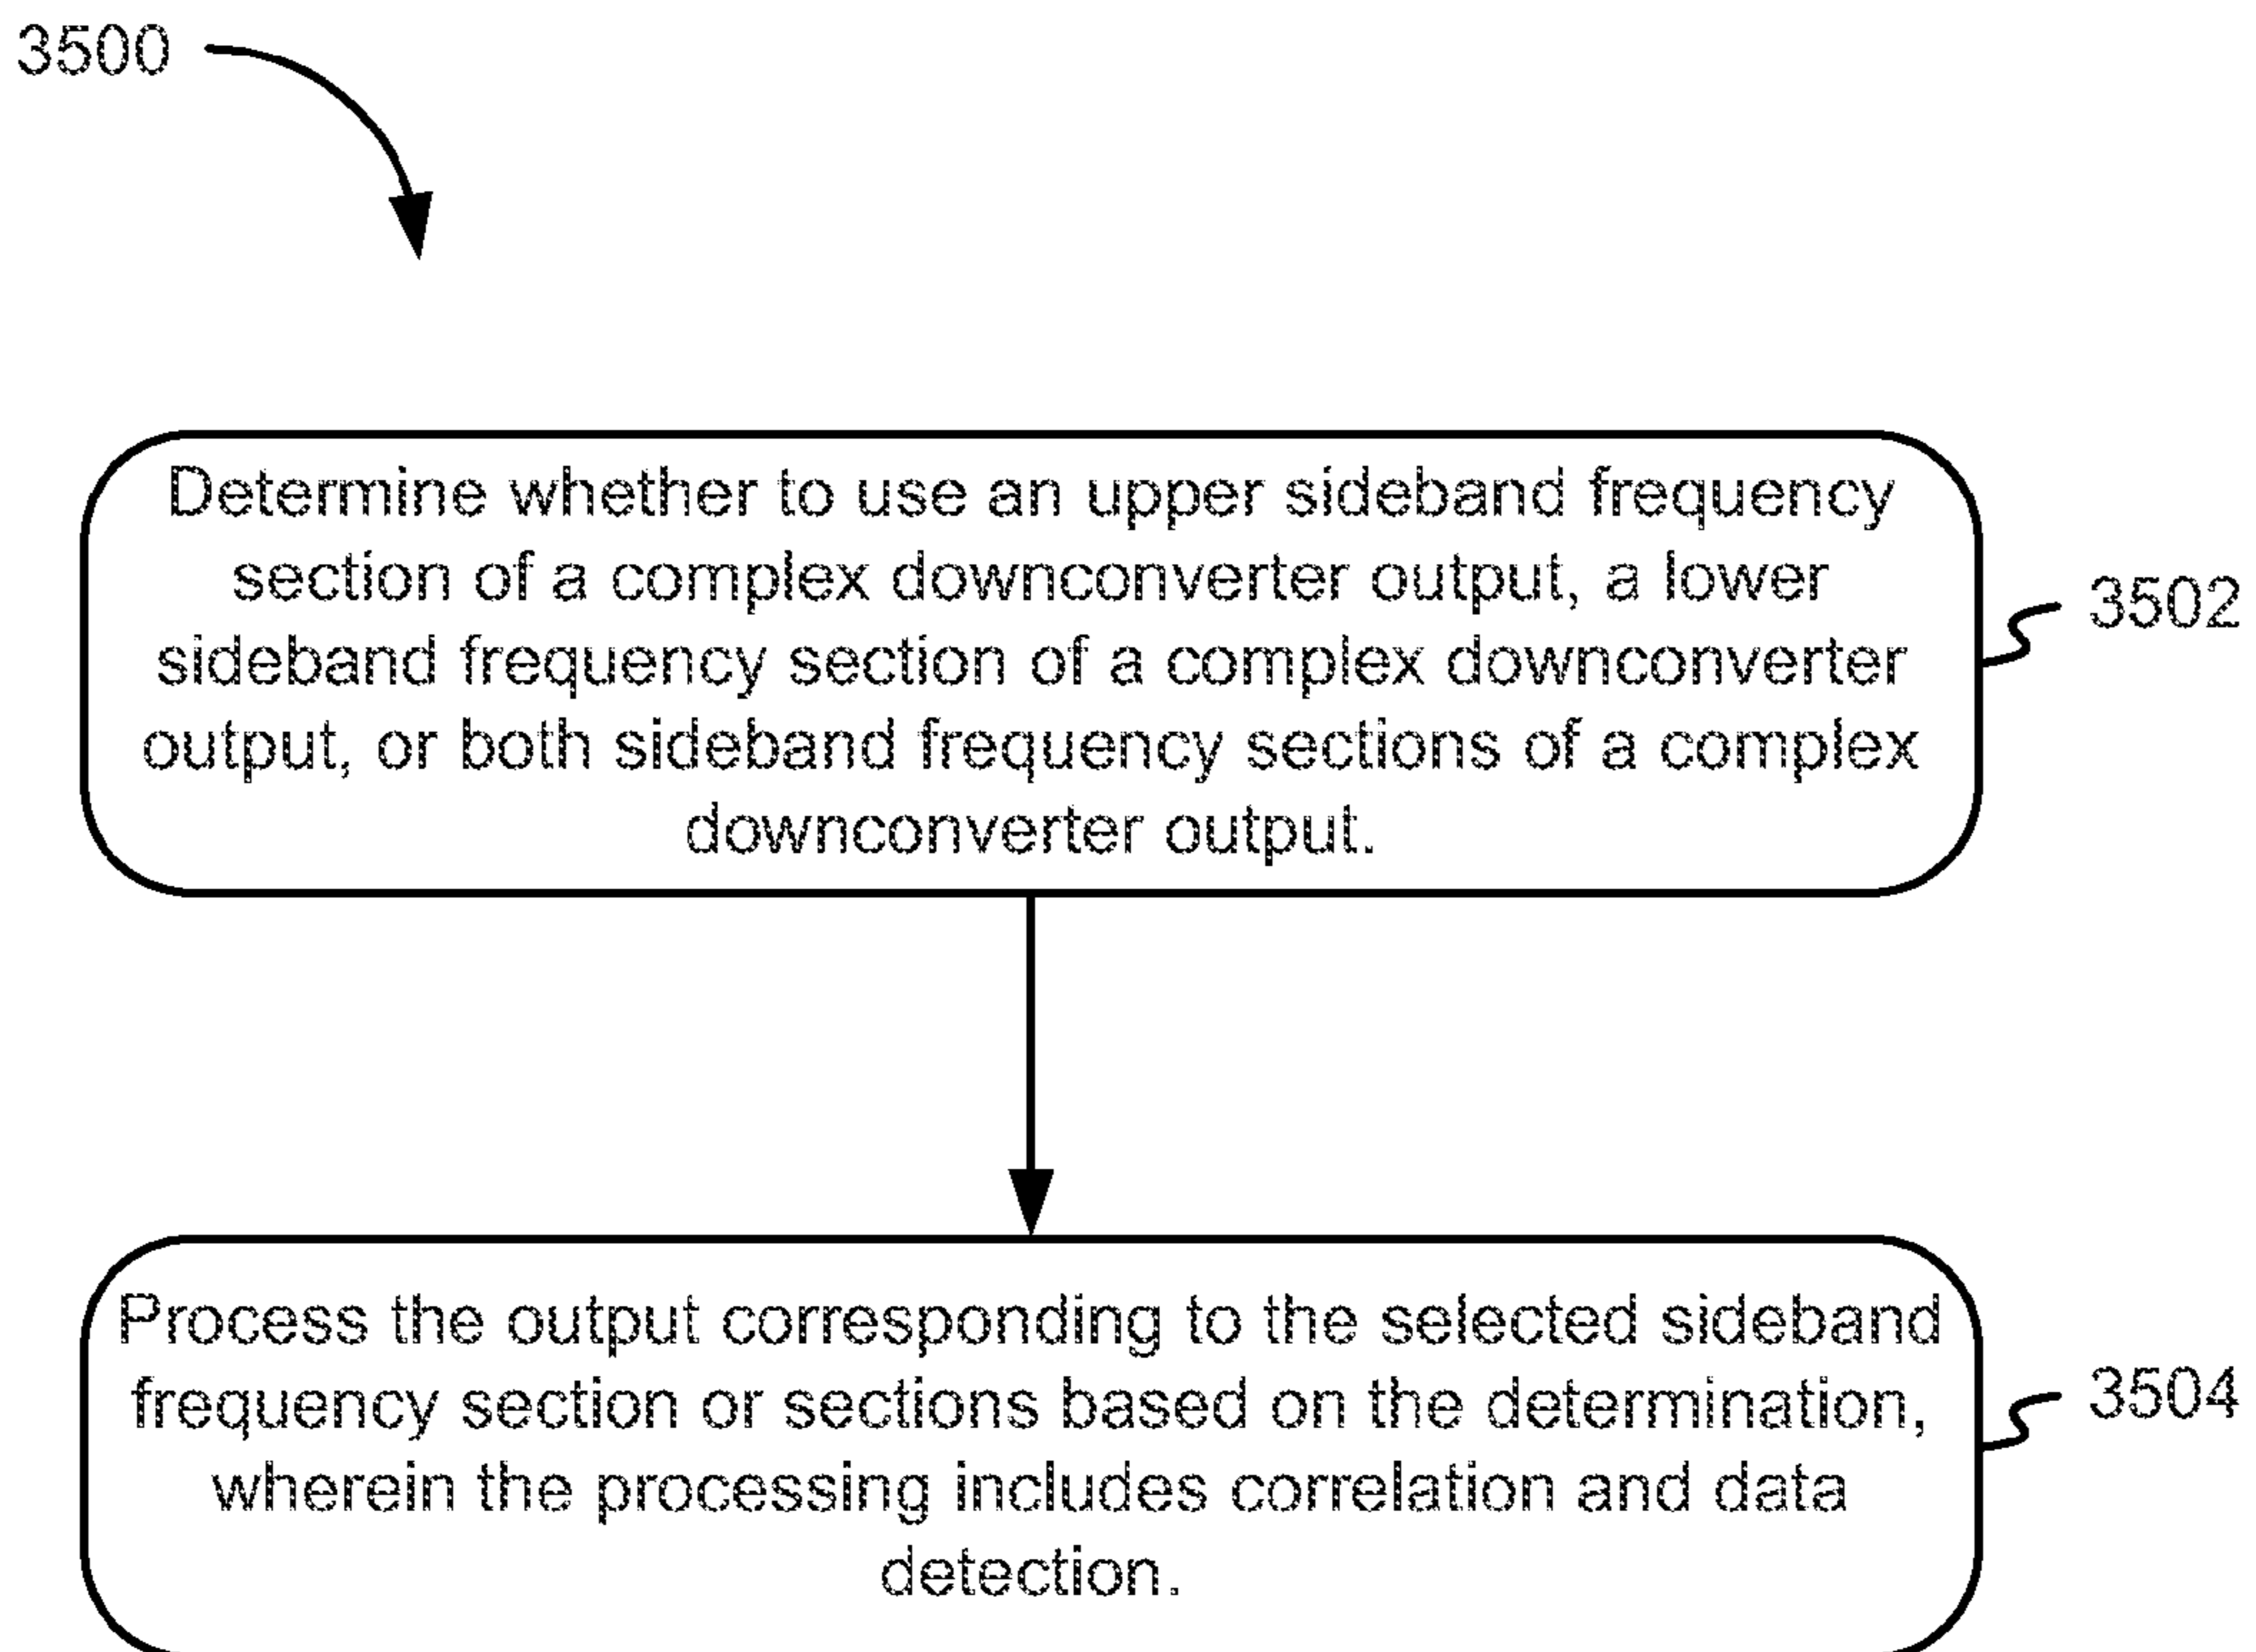 3500
Determine whether to use an upper sideband frequency
section of a complex downconverter output, a lower
sideband frequency section of a complex downconverter
output, or both sideband frequency sections of a complex
downconverter output.
3502
Process the output corresponding to the selected sideband
frequency section or sections based on the determination,
wherein the processing includes correlation and data
detection.
3504